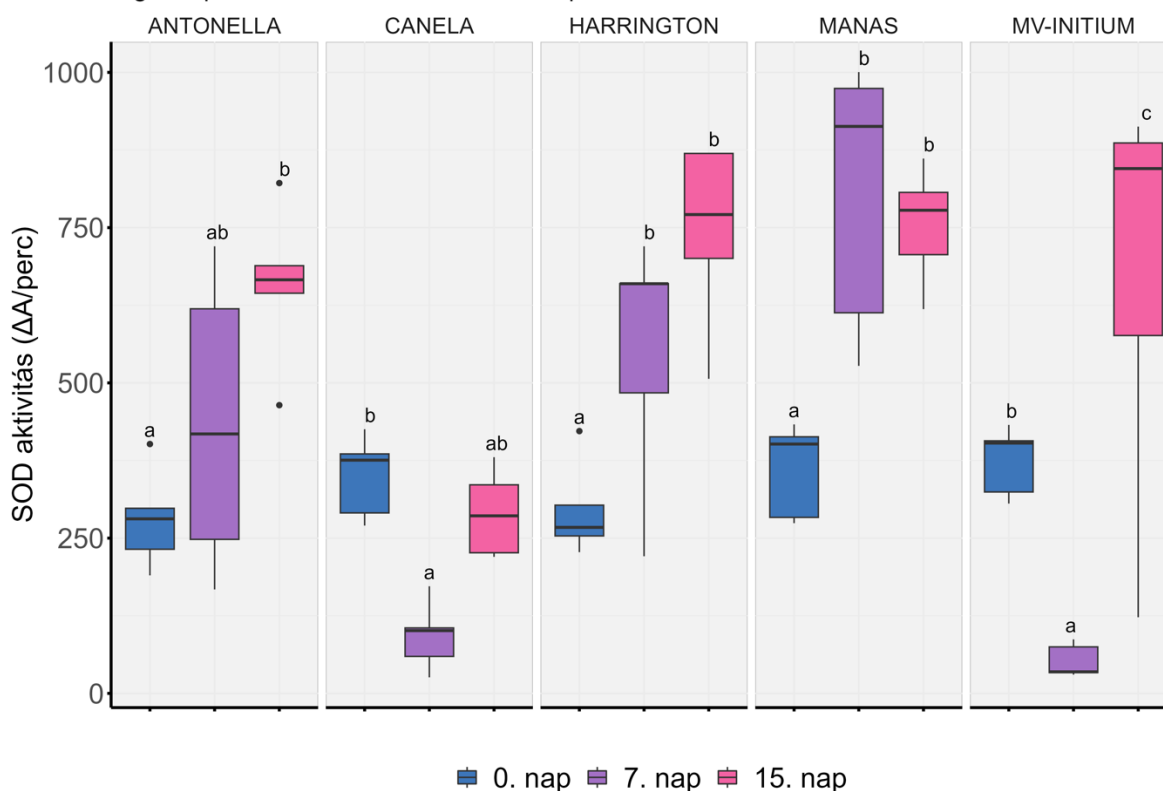 ANTONELLA CANELA HARRINGTON MANAS MV-INITIUM
SOD aktivitás (ΔA/perc)
1000
750
500
250
0
a ab b
b a ab
a b b
a b b
b a c
0. nap 7. nap 15. nap